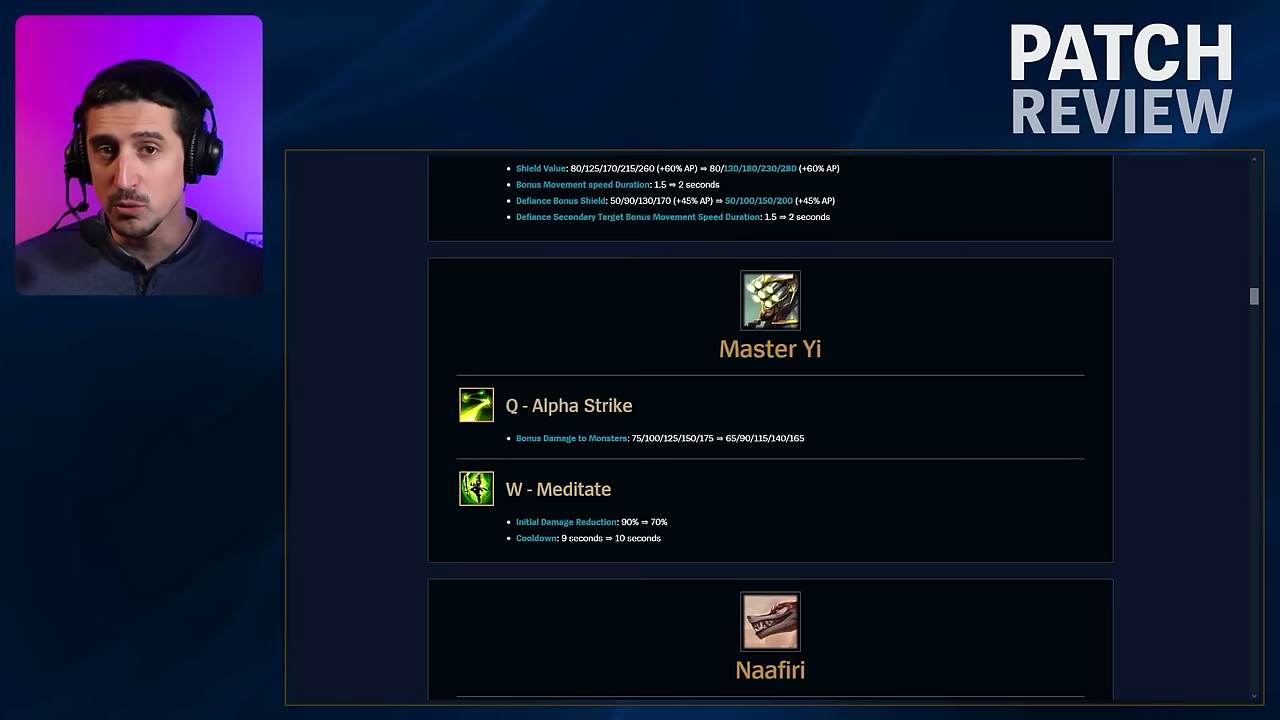 PATCH
REVIEW
Shield Value: 80/125/170/215/260 (+60% AP) ⇒ 80/130/180/230/280 (+60% AP)
Bonus Movement speed Duration: 1.5 ⇒ 2 seconds
Defiance Bonus Shield: 50/90/130/170 (+45% AP) ⇒ 50/100/150/200 (+45% AP)
Defiance Secondary Target Bonus Movement Speed Duration: 1.5 ⇒ 2 seconds
Master Yi
Q - Alpha Strike
Bonus Damage to Monsters: 75/100/125/150/175 ⇒ 65/90/115/140/165
W - Meditate
Initial Damage Reduction: 90% ⇒ 70%
Cooldown: 9 seconds ⇒ 10 seconds
Naafiri